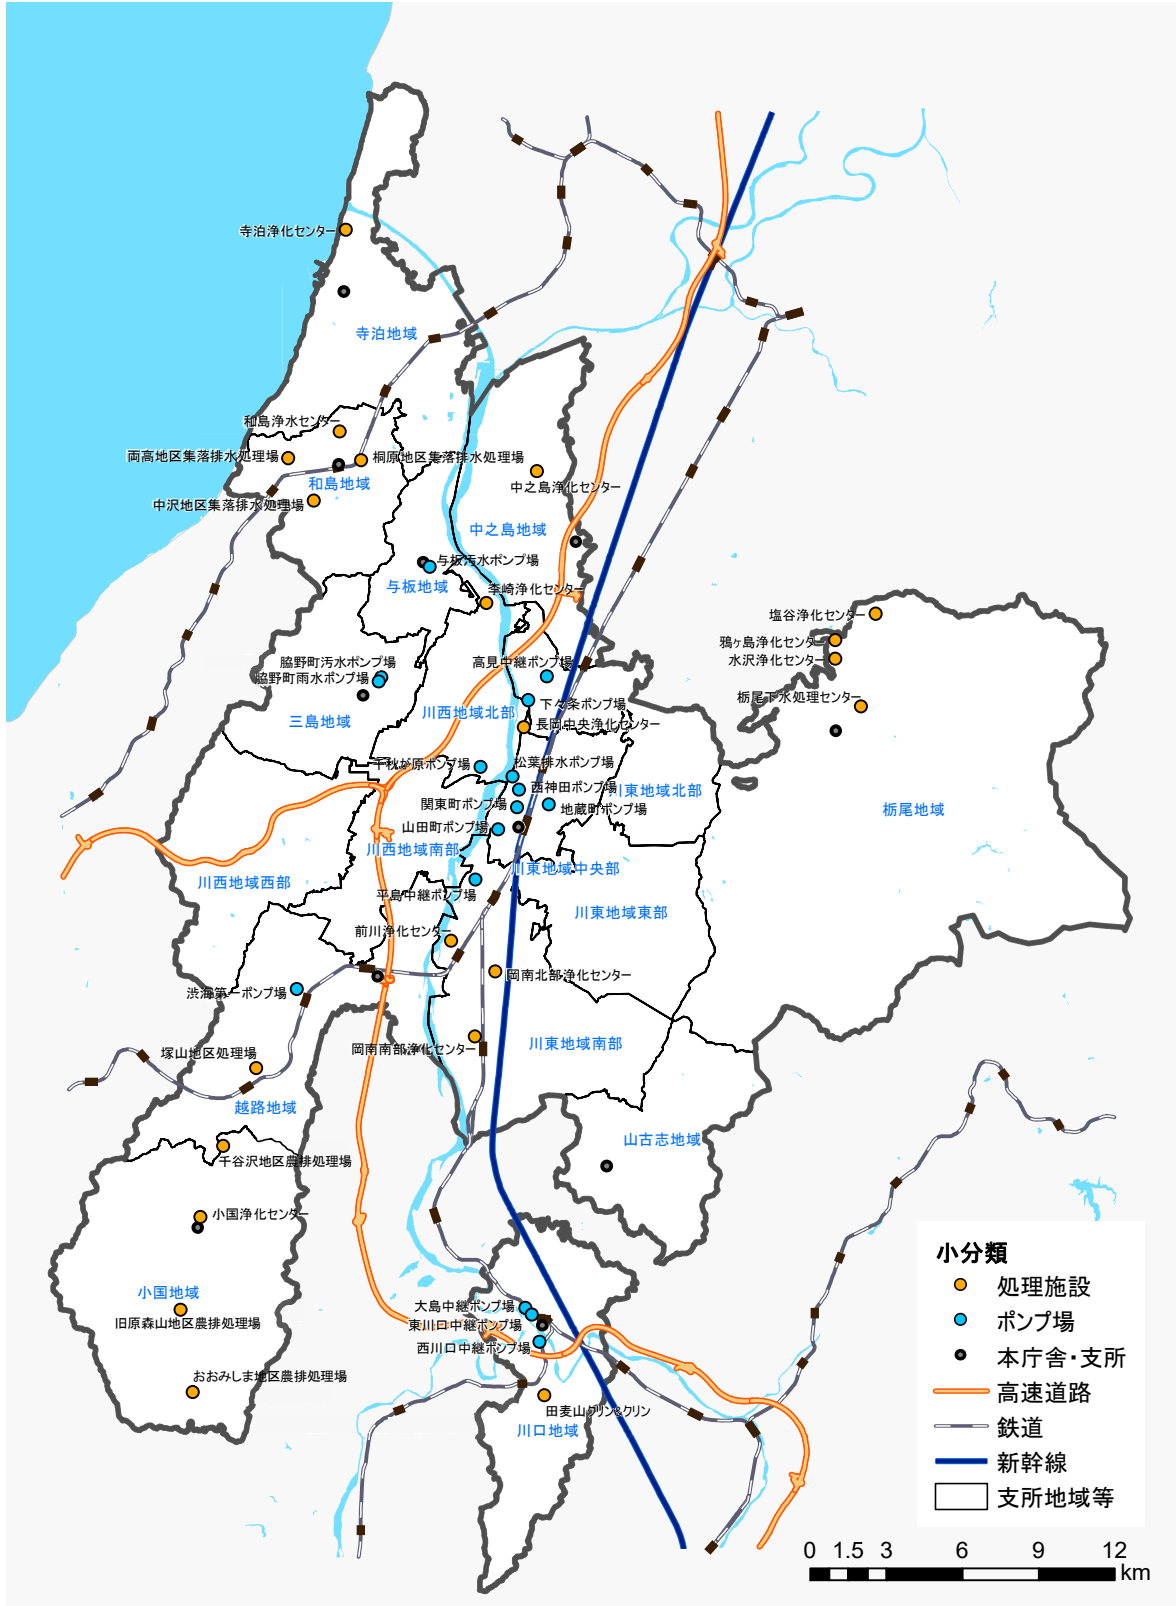 寺泊浄化センター
寺泊地域
和島浄水センター
両高地区集落排水処理場
桐原地区集落排水処理場
和島地域
中沢地区集落排水処理場
中之島浄化センター
中之島地域
与板汚水ポンプ場
与板地域
李崎浄化センター
塩谷浄化センター
鴉ヶ島浄化センター
水沢浄化センター
栃尾下水処理センター
脇野町汚水ポンプ場
脇野町雨水ポンプ場
高見中継ポンプ場
下々条ポンプ場
三島地域
川西地域北部
長岡中央浄化センター
千秋が原ポンプ場
松葉排水ポンプ場
西神田ポンプ場
川東地域北部
関東町ポンプ場
地蔵町ポンプ場
栃尾地域
山田町ポンプ場
川西地域南部
川東地域中央部
川西地域西部
平島中継ポンプ場
川東地域東部
前川浄化センター
岡南北部浄化センター
渋海第一ポンプ場
岡南南部浄化センター
川東地域南部
塚山地区処理場
越路地域
山古志地域
千谷沢地区農排処理場
小国浄化センター
小国地域
旧原森山地区農排処理場
おおみしま地区農排処理場
大島中継ポンプ場
東川口中継ポンプ場
西川口中継ポンプ場
田麦山クリン&クリン
川口地域
小分類
処理施設
ポンプ場
本庁舎・支所
高速道路
鉄道
新幹線
支所地域等
0 1.5 3 6 9 12
km